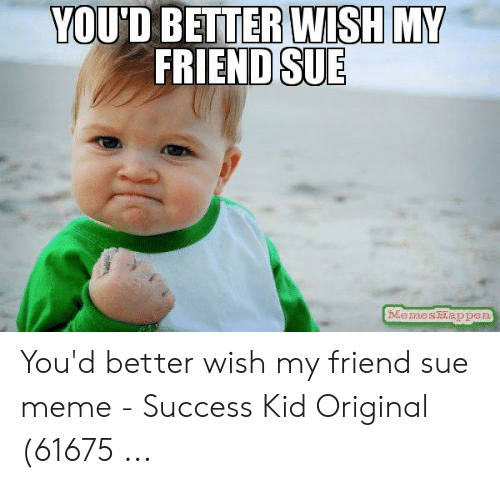 YOU'D BETTER WISH MY
FRIEND SUE
MemesHappen
You'd better wish my friend sue
meme - Success Kid Original
(61675 ...